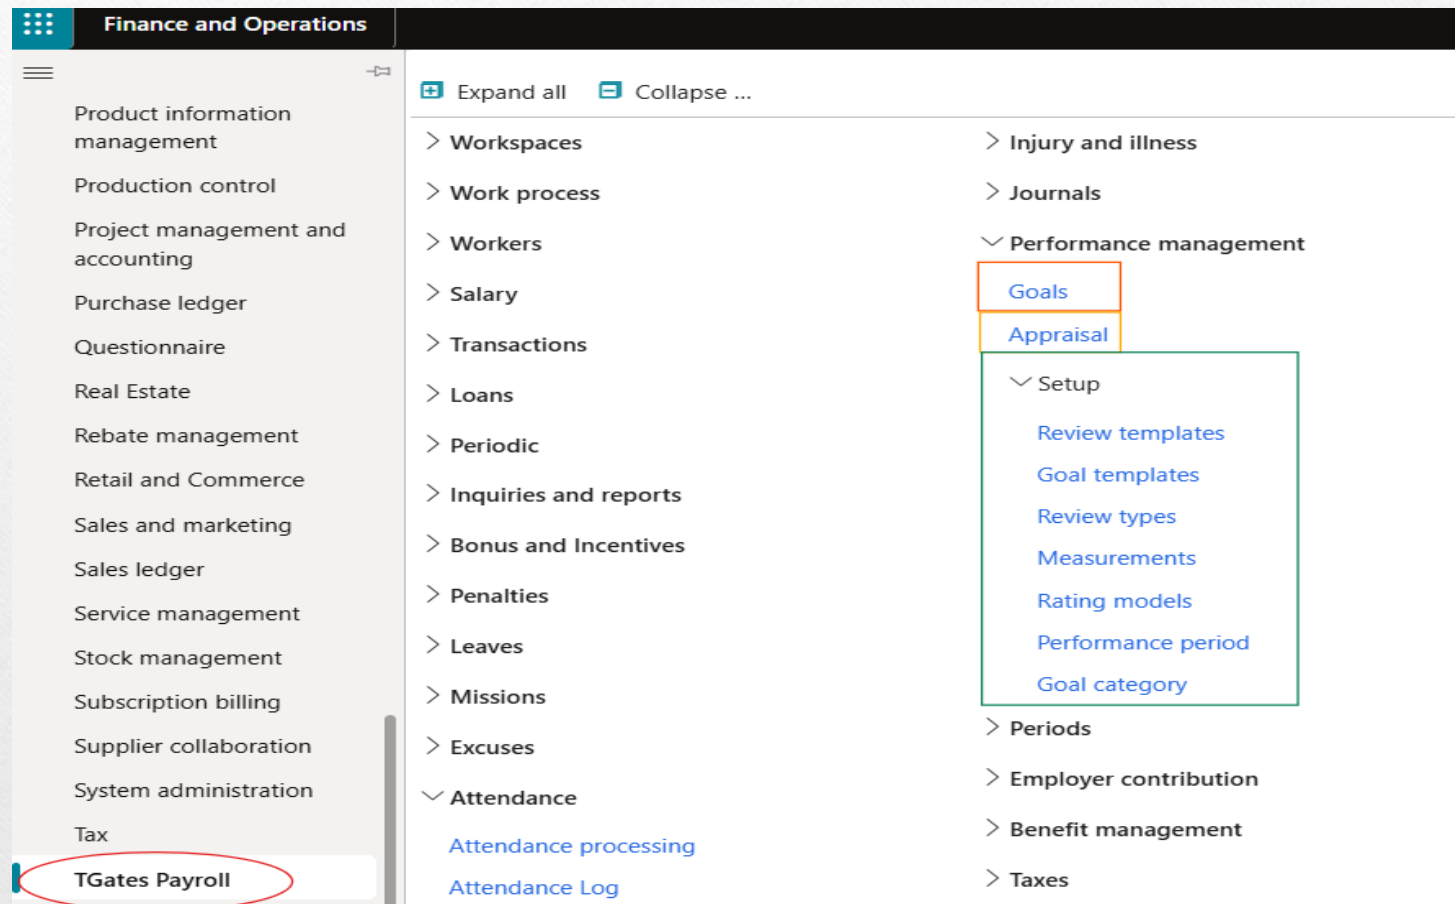 Finance and Operations
Product information
management
Production control
Project management and
accounting
Purchase ledger
Questionnaire
Real Estate
Rebate management
Retail and Commerce
Sales and marketing
Sales ledger
Service management
Stock management
Subscription billing
Supplier collaboration
System administration
Tax
TGates Payroll
Expand all
Collapse ...
Workspaces
Work process
Workers
Salary
Transactions
Loans
Periodic
Inquiries and reports
Bonus and Incentives
Penalties
Leaves
Missions
Excuses
Attendance
Attendance processing
Attendance Log
Injury and illness
Journals
Performance management
Goals
Appraisal
Setup
Review templates
Goal templates
Review types
Measurements
Rating models
Performance period
Goal category
Periods
Employer contribution
Benefit management
Taxes